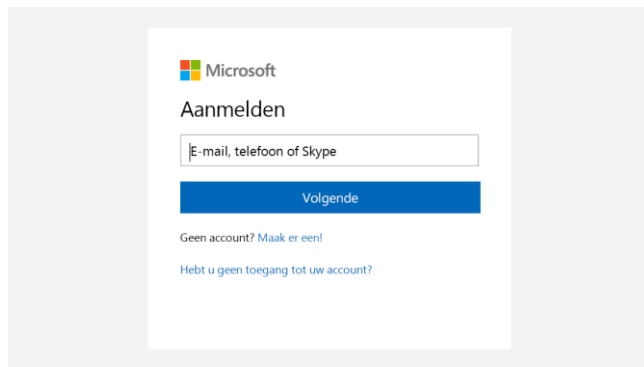 Microsoft
Aanmelden
E-mail, telefoon of Skype
Volgende
Geen account? Maak er een!
Hebt u geen toegang tot uw account?